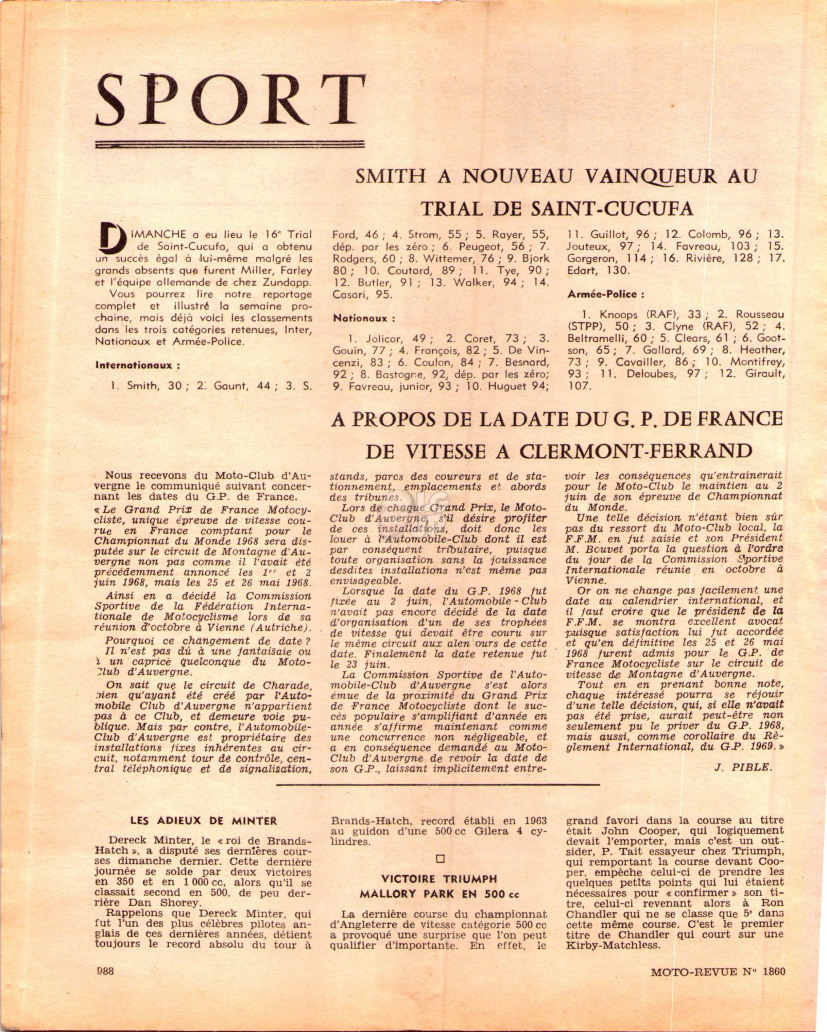 SPORT
SMITH A NOUVEAU VAINQUEUR AU
TRIAL DE SAINT-CUCUFA
DIMANCHE a eu lieu le 16e Trial
de Saint-Cucufa, qui a obtenu
un succès égal à lui-même malgré les
grands absents que furent Miller, Farley
et l'équipe allemande de chez Zundapp.
Vous pourrez lire notre reportage
complet et illustré la semaine pro-
chaine, mais déjà voici les classements
dans les trois catégories retenues, Inter,
Nationaux et Armée-Police.
Internationaux :
1. Smith, 30 ; 2. Gaunt, 44 ; 3. S.
Ford, 46 ; 4. Strom, 55 ; 5. Rayer, 55,
dép. par les zéro ; 6. Peugeot, 56 ; 7.
Rodgers, 60 ; 8. Wittemer, 76 ; 9. Bjork
80 ; 10. Coutard, 89 ; 11. Tye, 90 ;
12. Butler, 91 ; 13. Walker, 94 ; 14.
Casari, 95.
Nationaux :
1. Jolicar, 49 ; 2. Coret, 73 ; 3.
Gouin, 77 ; 4. François, 82 ; 5. De Vin-
cenzi, 83 ; 6. Coulon, 84 ; 7. Besnard,
92 ; 8. Bastogne, 92, dép. par les zéro;
9. Favreau, junior, 93 ; 10. Huguet 94;
11. Guillot, 96 ; 12. Colomb, 96 ; 13.
Jouteux, 97 ; 14. Favreau, 103 ; 15.
Gorgeron, 114 ; 16. Rivière, 128 ; 17.
Edart, 130.
Armée-Police :
1. Knoops (RAF), 33 ; 2. Rousseau
(STPP), 50 ; 3. Clyne (RAF), 52 ; 4.
Beltramelli, 60 ; 5. Clears, 61 ; 6. Goot-
son, 65 ; 7. Gallard, 69 ; 8. Heather,
73 ; 9. Cavailler, 86 ; 10. Montifrey,
93 ; 11. Deloubes, 97 ; 12. Girault,
107.
A PROPOS DE LA DATE DU G. P. DE FRANCE
DE VITESSE A CLERMONT-FERRAND
Nous recevons du Moto-Club d'Au-
vergne le communiqué suivant concer-
nant les dates du G.P. de France.
« Le Grand Prix de France Motocy-
cliste, unique épreuve de vitesse cou-
rue en France comptant pour le
Championnat du Monde 1968 sera dis-
putée sur le circuit de Montagne d'Au-
vergne non pas comme il l'avait été
précédemment annoncé les 1er et 2
juin 1968, mais les 25 et 26 mai 1968.
Ainsi en a décidé la Commission
Sportive de la Fédération Interna-
tionale de Motocyclisme lors de sa
réunion d'octobre à Vienne (Autriche).
Pourquoi ce changement de date ?
Il n'est pas dû à une fantaisaie ou
à un caprice quelconque du Moto-
Club d'Auvergne.
On sait que le circuit de Charade,
bien qu'ayant été créé par l'Auto-
mobile Club d'Auvergne n'appartient
pas à ce Club, et demeure voie pu-
blique. Mais par contre, l'Automobile-
Club d'Auvergne est propriétaire des
installations fixes inhérentes au cir-
cuit, notamment tour de contrôle, cen-
tral téléphonique et de signalisation,
stands, parcs des coureurs et de sta-
tionnement, emplacements et abords
des tribunes.
Lors de chaque Grand Prix, le Moto-
Club d'Auvergne, s'il désire profiter
de ces installations, doit donc les
louer à l'Automobile-Club dont il est
par conséquent tributaire, puisque
toute organisation sans la jouissance
desdites installations n'est même pas
envisageable.
Lorsque la date du G.P. 1968 fut
fixée au 2 juin, l'Automobile-Club
n'avait pas encore décidé de la date
d'organisation d'un de ses trophées
de vitesse qui devait être couru sur
le même circuit aux alen ours de cette
date. Finalement la date retenue fut
le 23 juin.
La Commission Sportive de l'Auto-
mobile-Club d'Auvergne s'est alors
émue de la proximité du Grand Prix
de France Motocycliste dont le suc-
cès populaire s'amplifiant d'année en
année s'affirme maintenant comme
une concurrence non négligeable, et
a en conséquence demandé au Moto-
Club d'Auvergne de revoir la date de
son G.P., laissant implicitement entre-
voir les conséquences qu'entraînerait
pour le Moto-Club le maintien au 2
juin de son épreuve de Championnat
du Monde.
Une telle décision n'étant bien sûr
pas du ressort du Moto-Club local, la
F.F.M. en fut saisie et son Président
M. Bouvet porta la question à l'ordre
du jour de la Commission Sportive
Internationale réunie en octobre à
Vienne.
Or on ne change pas facilement une
date au calendrier international, et
il faut croire que le président de la
F.F.M. se montra excellent avocat
puisque satisfaction lui fut accordée
et qu'en définitive les 25 et 26 mai
1968 furent admis pour le G.P. de
France Motocycliste sur le circuit de
vitesse de Montagne d'Auvergne.
Tout en prenant bonne note,
chaque intéressé pourra se réjouir
d'une telle décision, qui, si elle n'avait
pas été prise, aurait peut-être non
seulement pu le priver du G.P. 1968,
mais aussi, comme corollaire du Rè-
glement International, du G.P. 1969. »
J. PIBLE.
LES ADIEUX DE MINTER
Dereck Minter, le « roi de Brands-
Hatch », a disputé ses dernières cour-
ses dimanche dernier. Cette dernière
journée se solde par deux victoires
en 350 et en 1 000 cc, alors qu'il se
classait second en 500, de peu der-
rière Dan Shorey.
Rappelons que Dereck Minter, qui
fut l'un des plus célèbres pilotes an-
glais de ces dernières années, détient
toujours le record absolu du tour à
Brands-Hatch, record établi en 1963
au guidon d'une 500 cc Gilera 4 cy-
lindres.
VICTOIRE TRIUMPH
MALLORY PARK EN 500 cc
La dernière course du championnat
d'Angleterre de vitesse catégorie 500 cc
a provoqué une surprise que l'on peut
qualifier d'importante. En effet, le
grand favori dans la course au titre
était John Cooper, qui logiquement
devait l'emporter, mais c'est un out-
sider, P. Tait essayeur chez Triumph,
qui remportant la course devant Coo-
per, empèche celui-ci de prendre les
quelques petits points qui lui étaient
nécessaires pour « confirmer » son ti-
tre, celui-ci revenant alors à Ron
Chandler qui ne se classe que 5e dans
cette même course. C'est le premier
titre de Chandler qui court sur une
Kirby-Matchless.
988
MOTO-REVUE No 1860